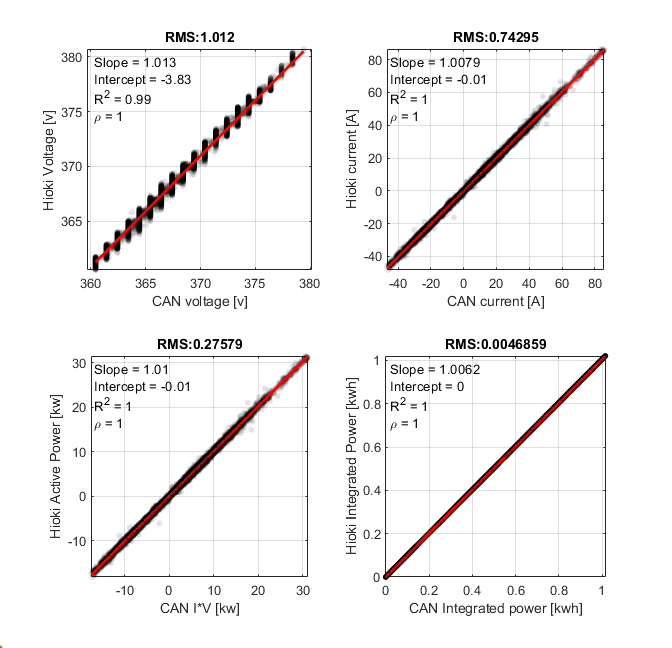 RMS:1.012
Slope = 1.013
Intercept = -3.83
R² = 0.99
ρ = 1
380
375
370
365
360 365 370 375 380
Hioki Voltage [v]
CAN voltage [v]
RMS:0.74295
Slope = 1.0079
Intercept = -0.01
R² = 1
ρ = 1
80
60
40
20
0
-20
-40
-40 -20 0 20 40 60 80
Hioki current [A]
CAN current [A]
RMS:0.27579
Slope = 1.01
Intercept = -0.01
R² = 1
ρ = 1
30
20
10
0
-10
-10 0 10 20 30
Hioki Active Power [kw]
CAN I*V [kw]
RMS:0.0046859
Slope = 1.0062
Intercept = 0
R² = 1
ρ = 1
1
0.8
0.6
0.4
0.2
0
0 0.2 0.4 0.6 0.8 1
Hioki Integrated Power [kwh]
CAN Integrated power [kwh]